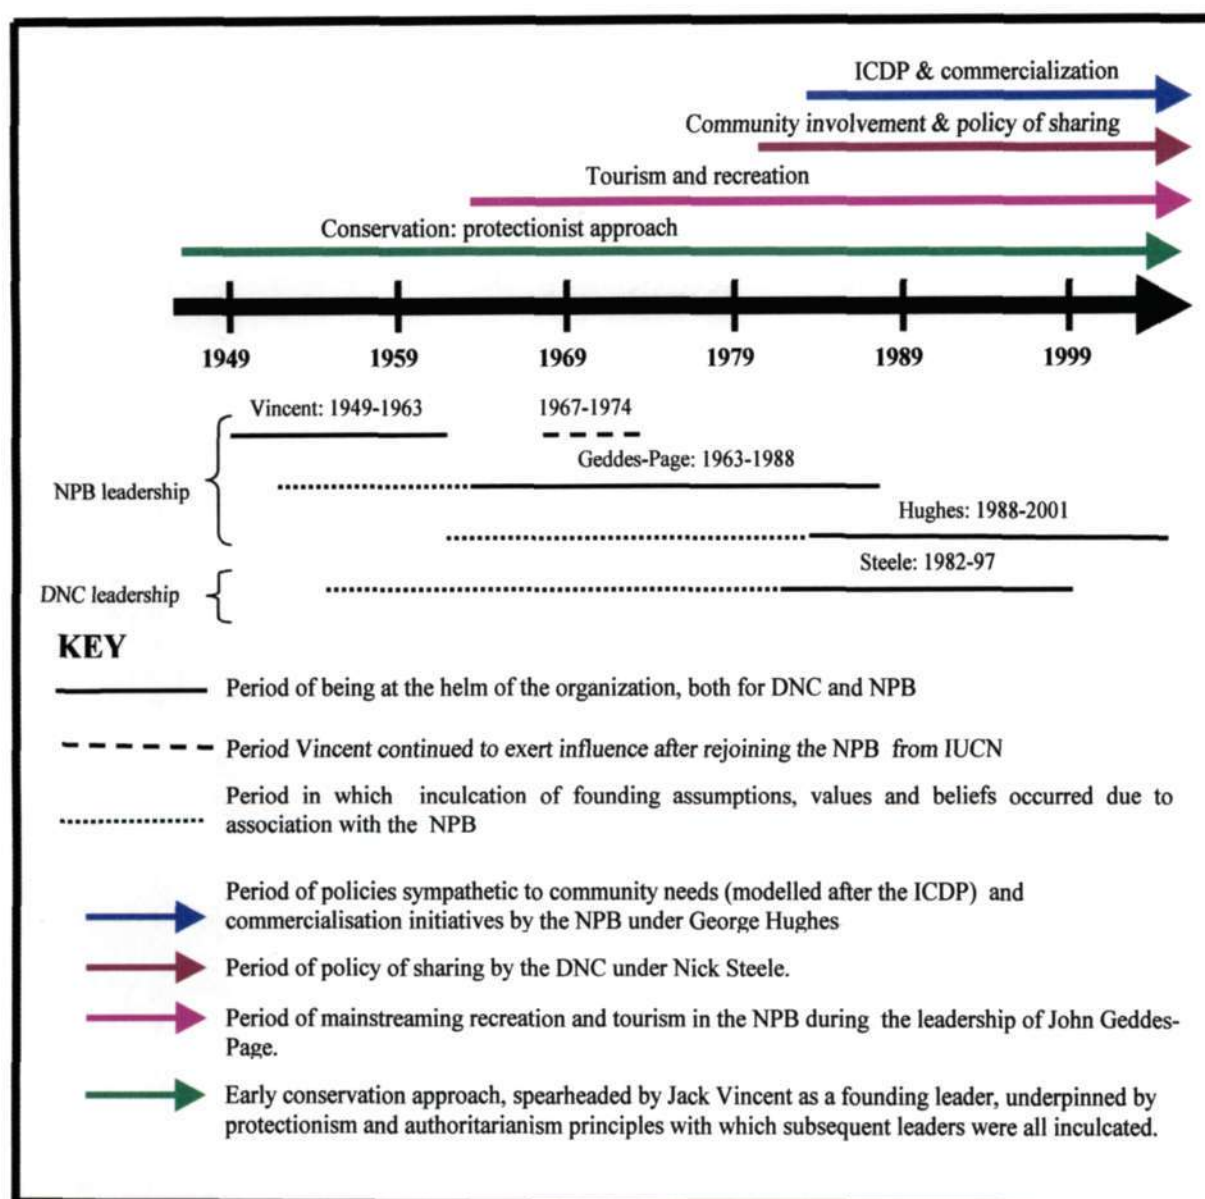 ICDP & commercialization
Community involvement & policy of sharing
Tourism and recreation
Conservation: protectionist approach
1949 1959 1969 1979 1989 1999
Vincent: 1949-1963 1967-1974
Geddes-Page: 1963-1988
NPB leadership
Hughes: 1988-2001
Steele: 1982-97
DNC leadership
KEY
Period of being at the helm of the organization, both for DNC and NPB
Period Vincent continued to exert influence after rejoining the NPB from IUCN
Period in which inculcation of founding assumptions, values and beliefs occurred due to
association with the NPB
Period of policies sympathetic to community needs (modelled after the ICDP) and
commercialisation initiatives by the NPB under George Hughes
Period of policy of sharing by the DNC under Nick Steele.
Period of mainstreaming recreation and tourism in the NPB during the leadership of John Geddes-
Page.
Early conservation approach, spearheaded by Jack Vincent as a founding leader, underpinned by
protectionism and authoritarianism principles with which subsequent leaders were all inculcated.